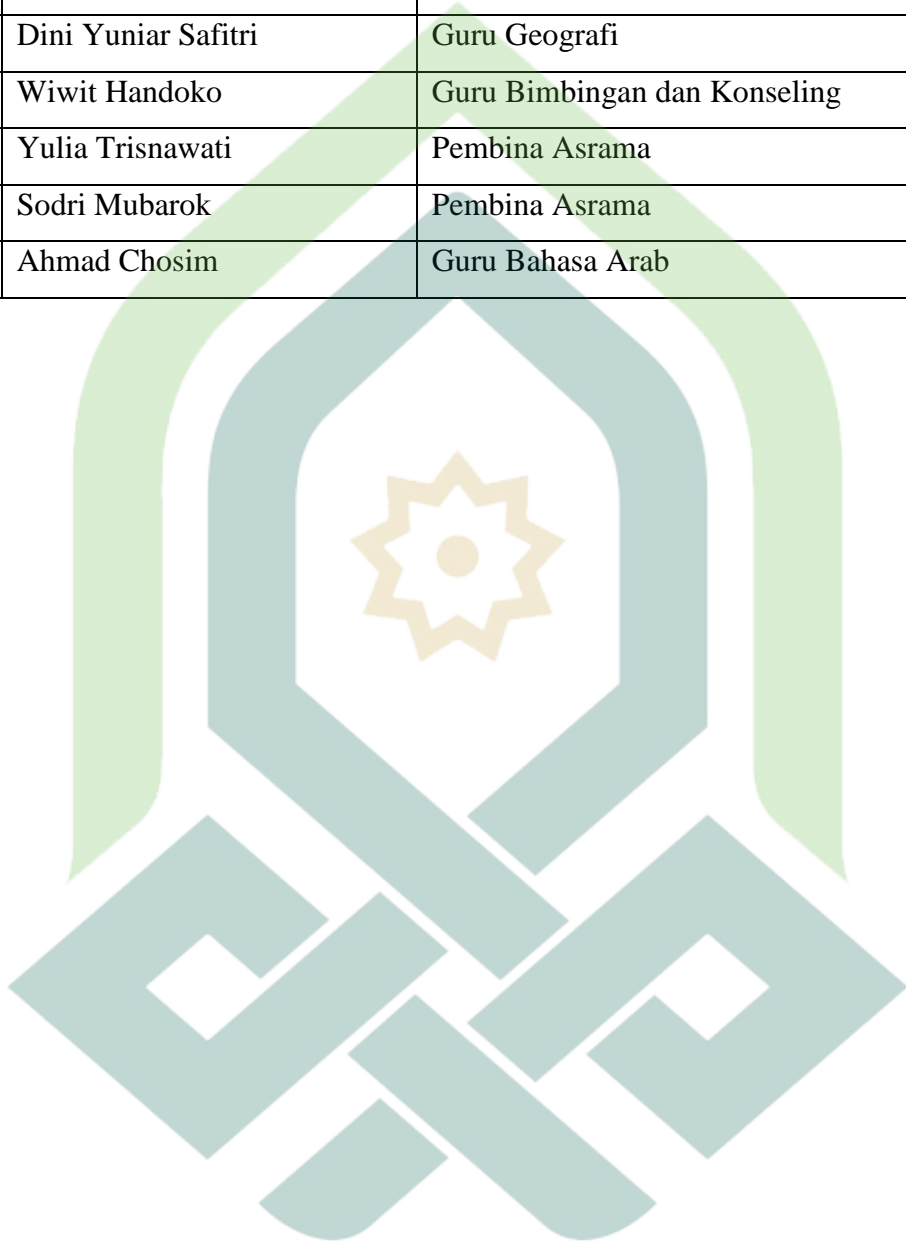 Dini Yuniar Safitri Guru Geografi
Wiwit Handoko Guru Bimbingan dan Konseling
Yulia Trisnawati Pembina Asrama
Sodri Mubarok Pembina Asrama
Ahmad Chosim Guru Bahasa Arab